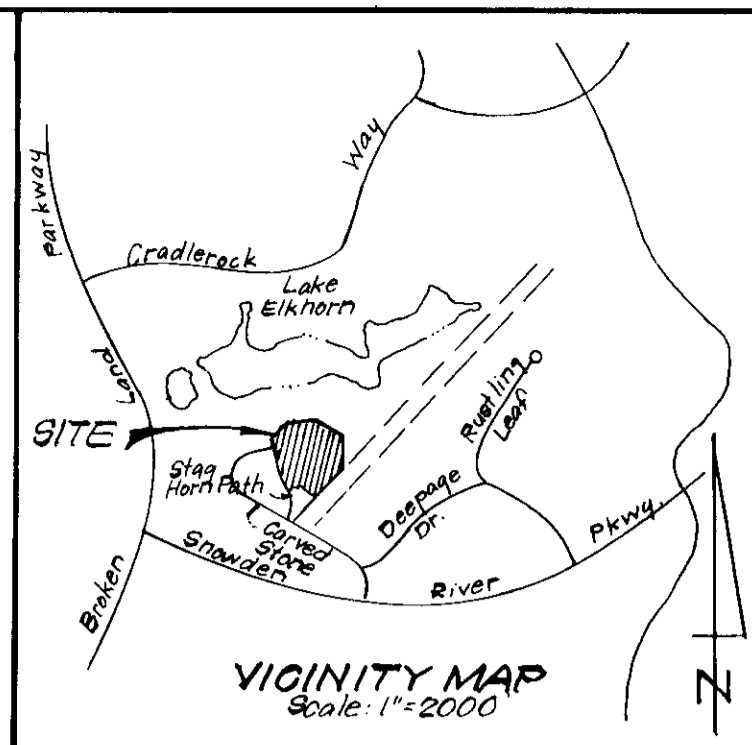 Way
Parkway
Cradlerock
Lake
Elkhorn
Land
Rustling
Leaf
SITE
Stag
Horn Path
Deepage
Dr.
Carved
Stone
Pkwy.
Snowden
River
Broken
VICINITY MAP
Scale: 1"=2000'
N